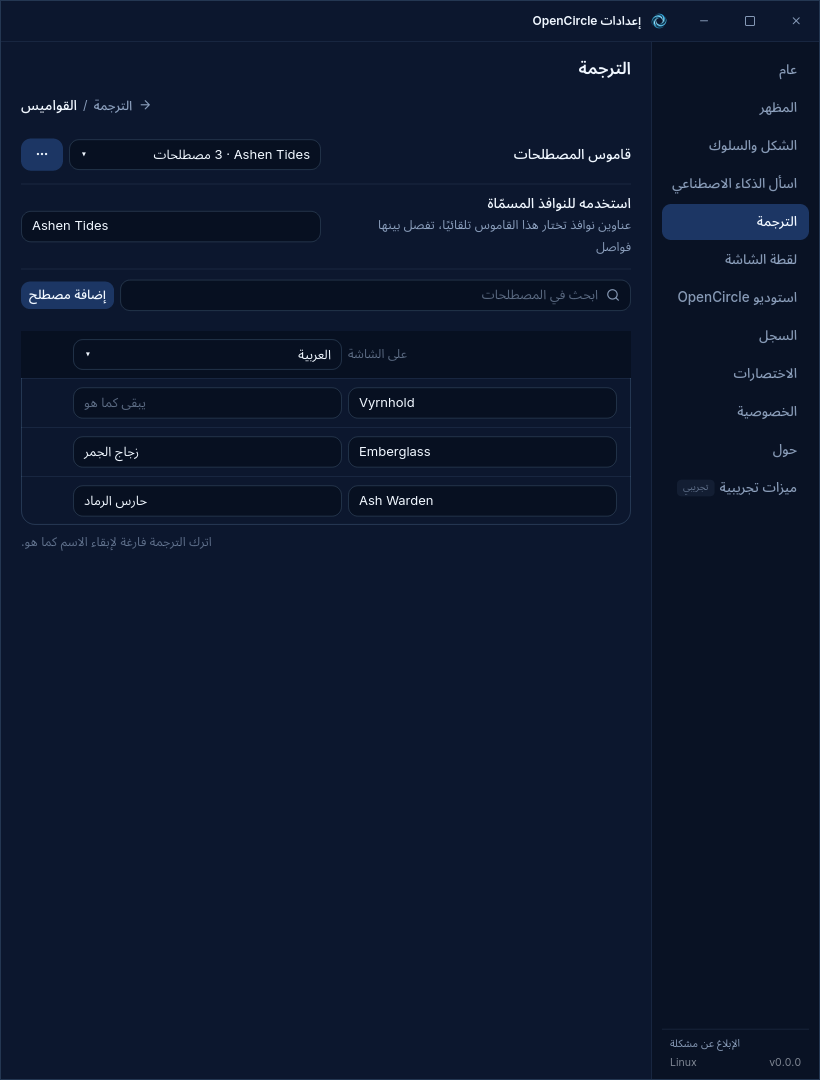 إعدادات OpenCircle
عام
المظهر
الشكل والسلوك
اسأل الذكاء الاصطناعي
الترجمة
لقطة الشاشة
استوديو OpenCircle
السجل
الاختصارات
الخصوصية
حول
ميزات تجريبية تجريبي
الإبلاغ عن مشكلة
v0.0.0 Linux
الترجمة
الترجمة / القواميس
قاموس المصطلحات
Ashen Tides · 3 مصطلحات
استخدمه للنوافذ المسمّاة
عناوين نوافذ تختار هذا القاموس تلقائيًا، تفصل بينها
فواصل
Ashen Tides
ابحث في المصطلحات
إضافة مصطلح
على الشاشة
العربية
Vyrnhold
يبقى كما هو
Emberglass
زجاج الجمر
Ash Warden
حارس الرماد
اترك الترجمة فارغة لإبقاء الاسم كما هو.